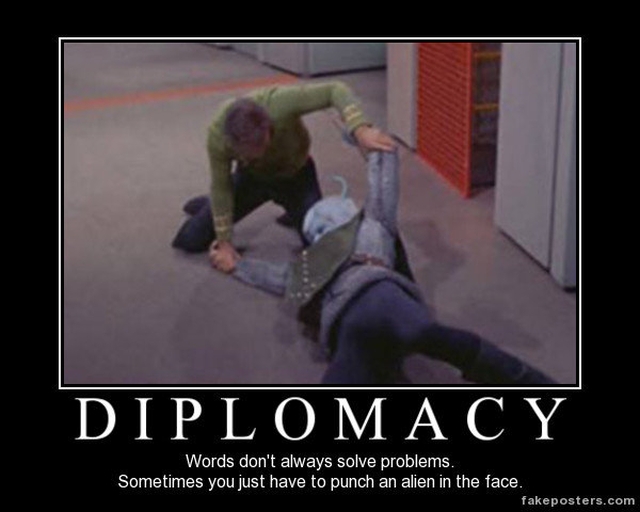 DIPLOMACY
Words don't always solve problems.
Sometimes you just have to punch an alien in the face.
fakeposters.com